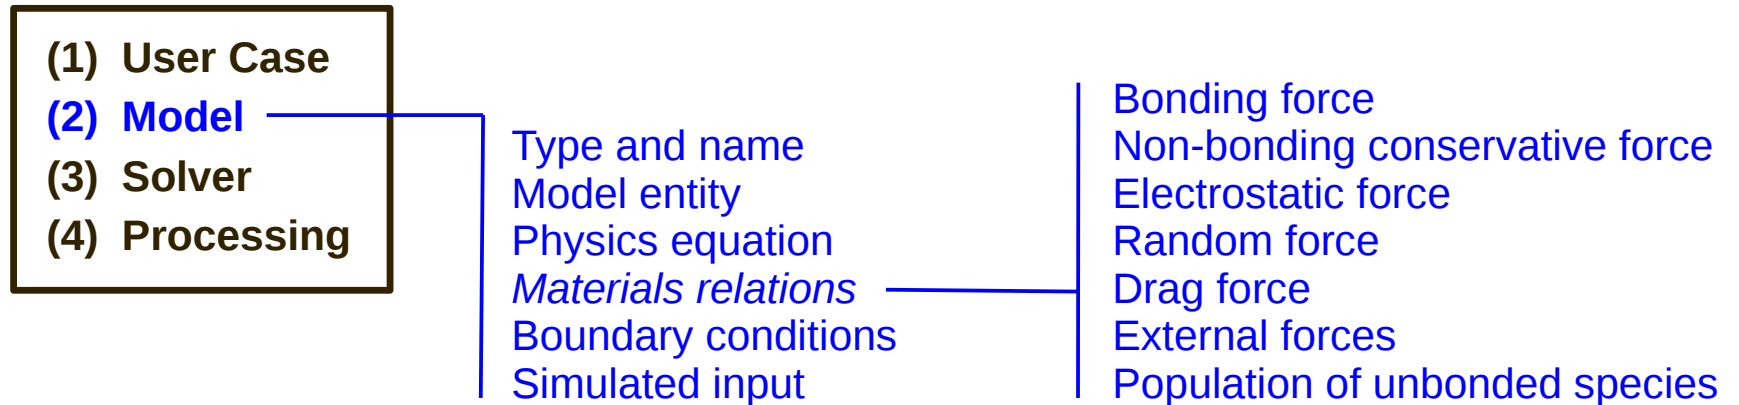 (1) User Case
(2) Model
(3) Solver
(4) Processing
Type and name
Model entity
Physics equation
Materials relations
Boundary conditions
Simulated input
Bonding force
Non-bonding conservative force
Electrostatic force
Random force
Drag force
External forces
Population of unbonded species